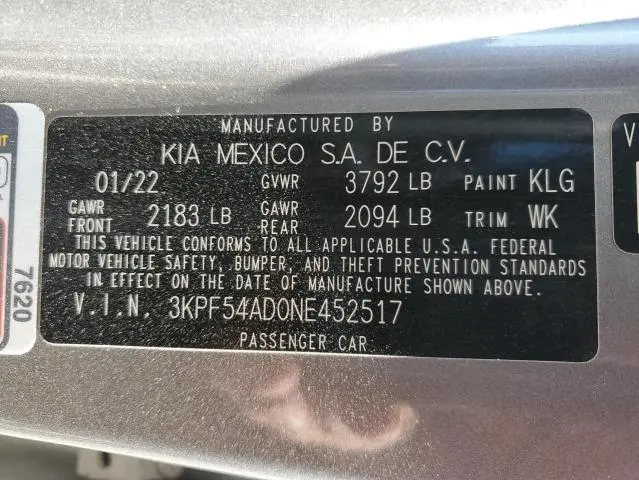 MANUFACTURED BY
KIA MEXICO S.A. DE C.V.
01/22 GVWR 3792 LB PAINT KLG
GAWR FRONT 2183 LB GAWR REAR 2094 LB TRIM WK
THIS VEHICLE CONFORMS TO ALL APPLICABLE U.S.A. FEDERAL
MOTOR VEHICLE SAFETY, BUMPER, AND THEFT PREVENTION STANDARDS
IN EFFECT ON THE DATE OF MANUFACTURE SHOWN ABOVE.
V.I.N. 3KPF54AD0NE452517
PASSENGER CAR
7620
V